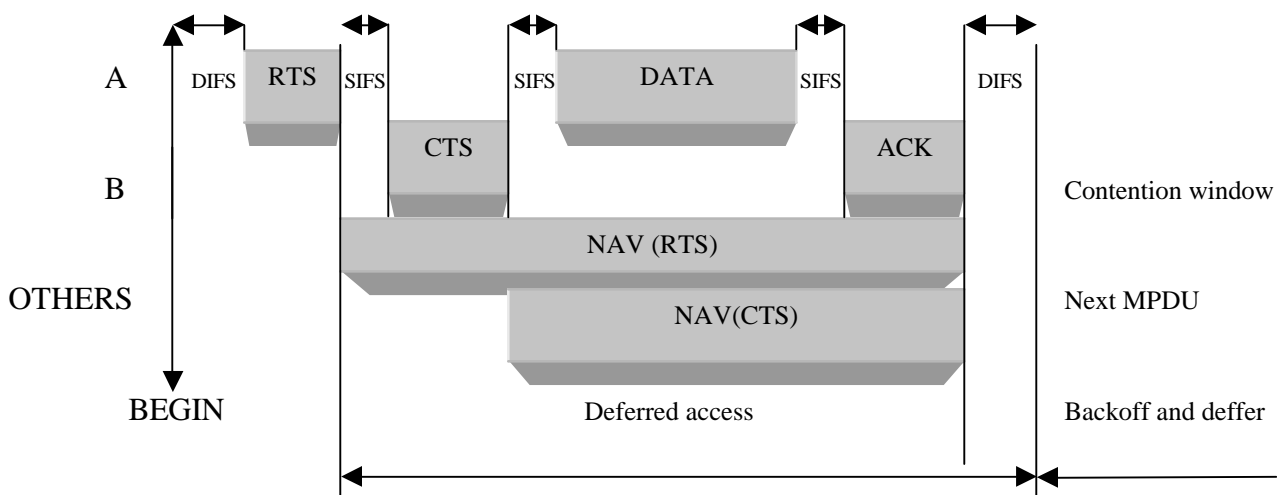 A
DIFS
RTS
SIFS
SIFS
DATA
SIFS
DIFS
CTS
ACK
B
Contention window
NAV (RTS)
OTHERS
NAV(CTS)
Next MPDU
BEGIN
Deferred access
Backoff and deffer